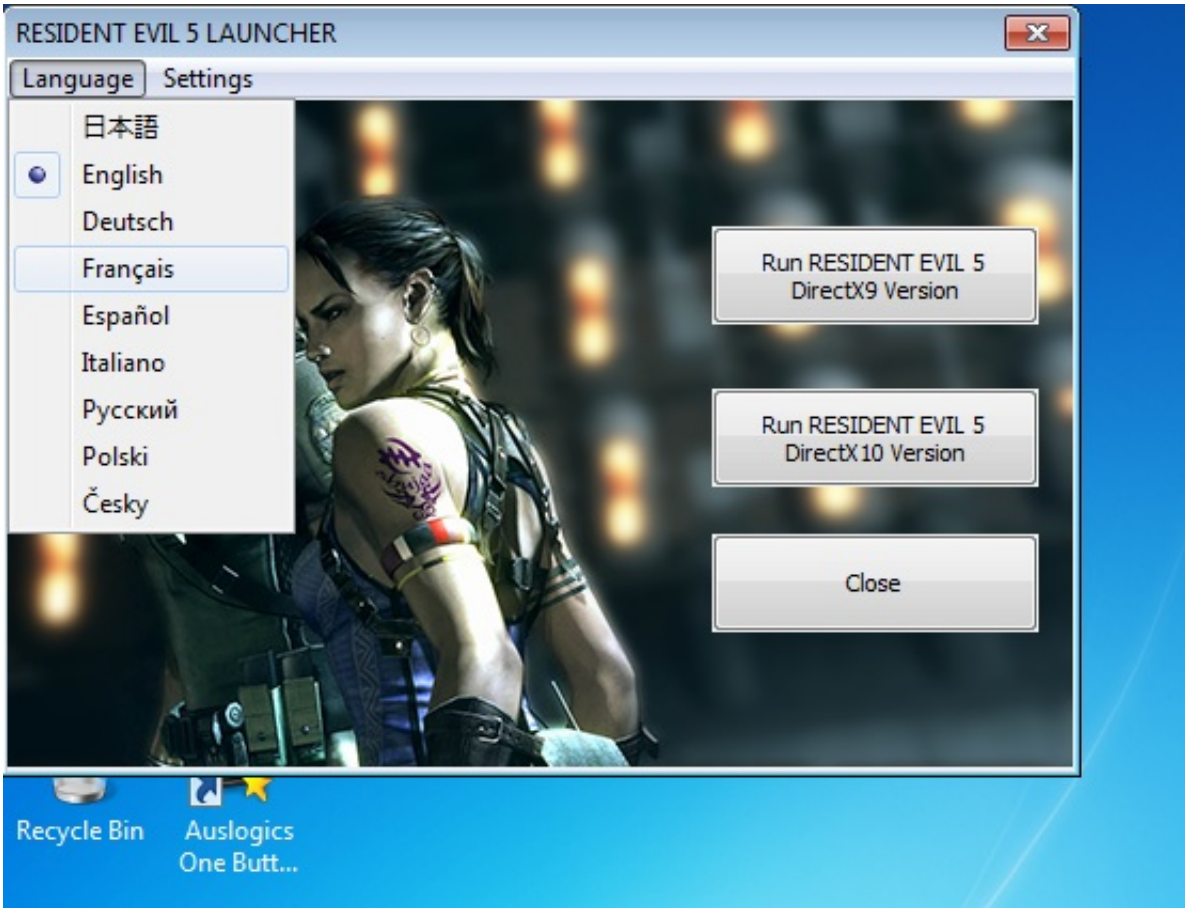 RESIDENT EVIL 5 LAUNCHER
Language Settings
日本語
English
Deutsch
Français
Español
Italiano
Русский
Polski
Česky
Run RESIDENT EVIL 5
DirectX9 Version
Run RESIDENT EVIL 5
DirectX10 Version
Close
Recycle Bin
Auslogics
One Butt...